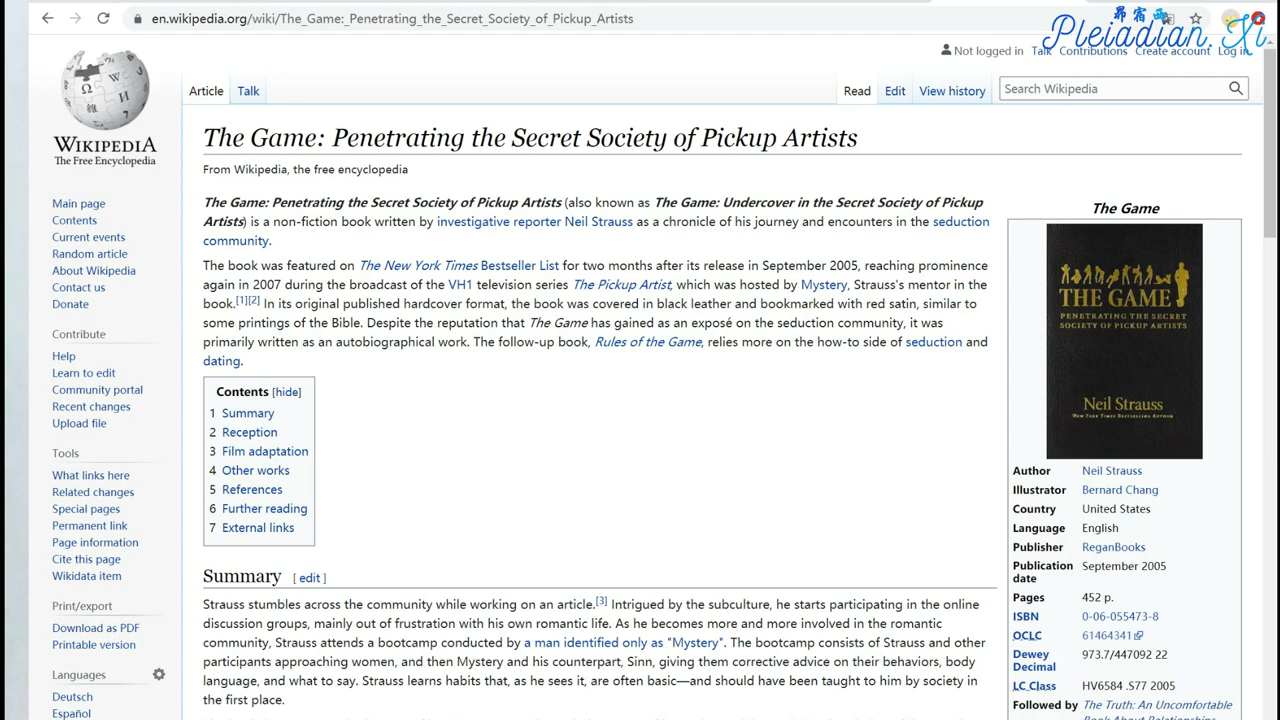 en.wikipedia.org/wiki/The_Game:_Penetrating_the_Secret_Society_of_Pickup_Artists
昴宿西
Pleiadian.Xi
Not logged in Talk Contributions Create account Log in
Article Talk
Read Edit View history
Search Wikipedia
WIKIPEDIA
The Free Encyclopedia
Main page
Contents
Current events
Random article
About Wikipedia
Contact us
Donate
Contribute
Help
Learn to edit
Community portal
Recent changes
Upload file
Tools
What links here
Related changes
Special pages
Permanent link
Page information
Cite this page
Wikidata item
Print/export
Download as PDF
Printable version
Languages
Deutsch
Español
The Game: Penetrating the Secret Society of Pickup Artists
From Wikipedia, the free encyclopedia
The Game: Penetrating the Secret Society of Pickup Artists (also known as The Game: Undercover in the Secret Society of Pickup
Artists) is a non-fiction book written by investigative reporter Neil Strauss as a chronicle of his journey and encounters in the seduction
community.
The book was featured on The New York Times Bestseller List for two months after its release in September 2005, reaching prominence
again in 2007 during the broadcast of the VH1 television series The Pickup Artist, which was hosted by Mystery, Strauss's mentor in the
book.[1][2] In its original published hardcover format, the book was covered in black leather and bookmarked with red satin, similar to
some printings of the Bible. Despite the reputation that The Game has gained as an exposé on the seduction community, it was
primarily written as an autobiographical work. The follow-up book, Rules of the Game, relies more on the how-to side of seduction and
dating.
Contents [hide]
1 Summary
2 Reception
3 Film adaptation
4 Other works
5 References
6 Further reading
7 External links
Summary [ edit ]
Strauss stumbles across the community while working on an article.[3] Intrigued by the subculture, he starts participating in the online
discussion groups, mainly out of frustration with his own romantic life. As he becomes more and more involved in the romantic
community, Strauss attends a bootcamp conducted by a man identified only as "Mystery". The bootcamp consists of Strauss and other
participants approaching women, and then Mystery and his counterpart, Sinn, giving them corrective advice on their behaviors, body
language, and what to say. Strauss learns habits that, as he sees it, are often basic—and should have been taught to him by society in
the first place.
The Game
THE GAME
PENETRATING THE SECRET
SOCIETY OF PICKUP ARTISTS
Neil Strauss
NEW YORK TIMES BESTSELLING AUTHOR
Author Neil Strauss
Illustrator Bernard Chang
Country United States
Language English
Publisher ReganBooks
Publication date September 2005
Pages 452 p.
ISBN 0-06-055473-8
OCLC 61464341
Dewey Decimal 973.7/447092 22
LC Class HV6584 .S77 2005
Followed by The Truth: An Uncomfortable
Book About Relationships